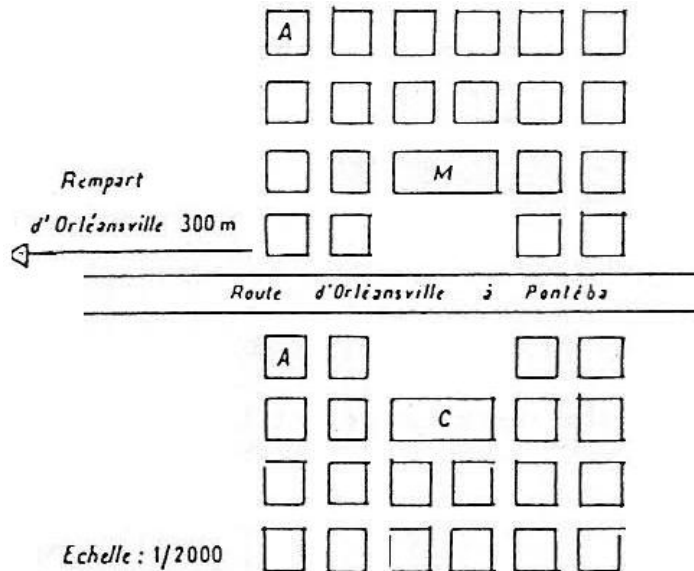 A
M
Rempart
d'Orléansville 300 m
Route d'Orléansville à Pontéba
A
C
Echelle : 1/2000